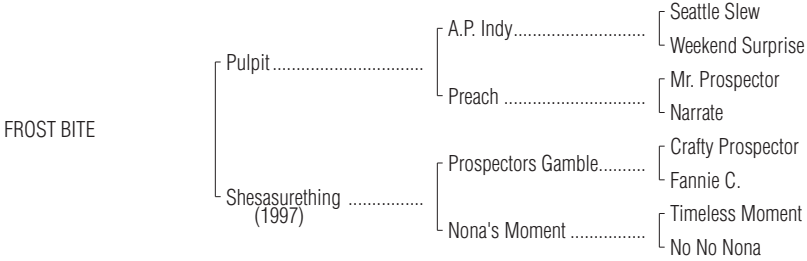 Seattle Slew
A.P. Indy..............................
Weekend Surprise
Pulpit..................................
Mr. Prospector
Preach ................................
Narrate
FROST BITE
Crafty Prospector
Prospectors Gamble..........
Fannie C.
Shesasurething .................
(1997)
Timeless Moment
Nona's Moment .................
No No Nona